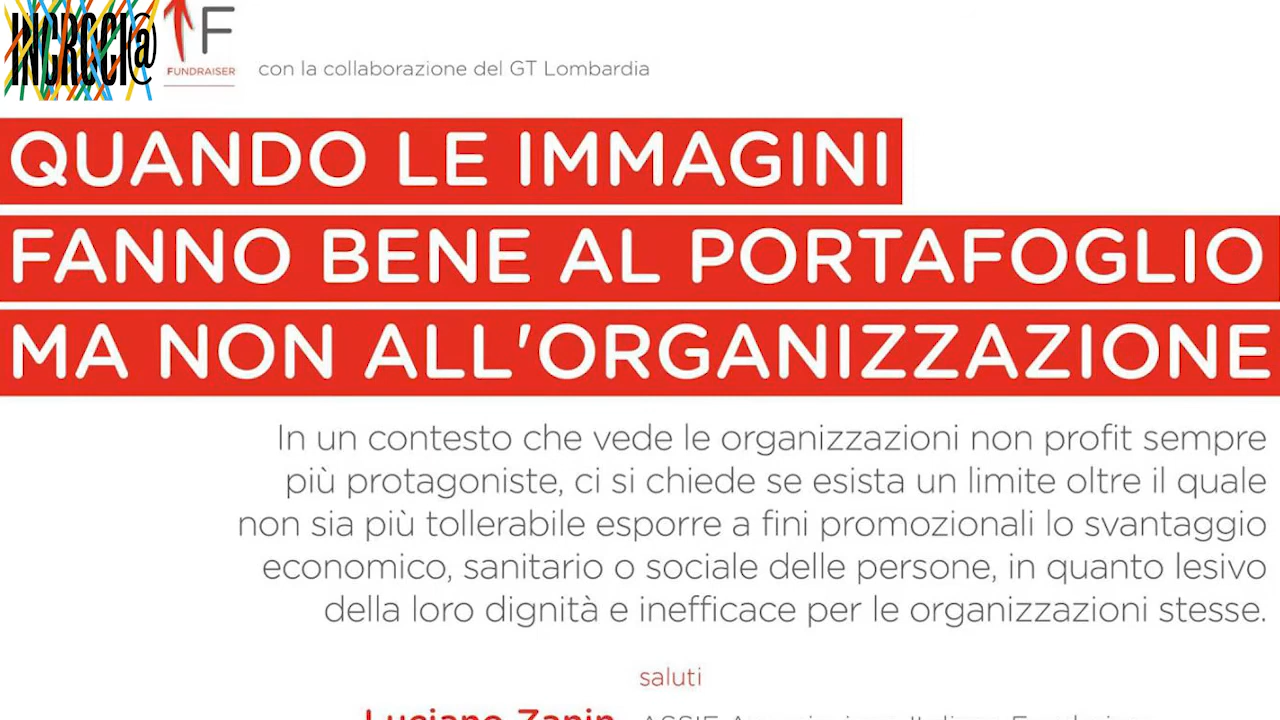 INCROCI@
F
FUNDRAISER
con la collaborazione del GT Lombardia
QUANDO LE IMMAGINI
FANNO BENE AL PORTAFOGLIO
MA NON ALL'ORGANIZZAZIONE
In un contesto che vede le organizzazioni non profit sempre
più protagoniste, ci si chiede se esista un limite oltre il quale
non sia più tollerabile esporre a fini promozionali lo svantaggio
economico, sanitario o sociale delle persone, in quanto lesivo
della loro dignità e inefficace per le organizzazioni stesse.
saluti
Luciano Zanin